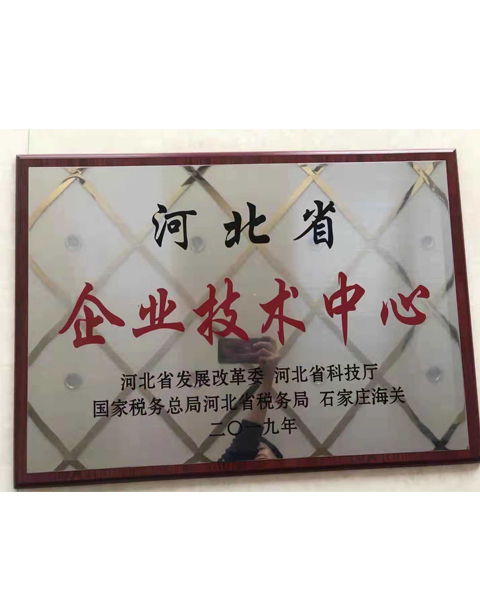 河北省
企业技术中心
河北省发展改革委 河北省科技厅
国家税务总局河北省税务局 石家庄海关
二〇一九年